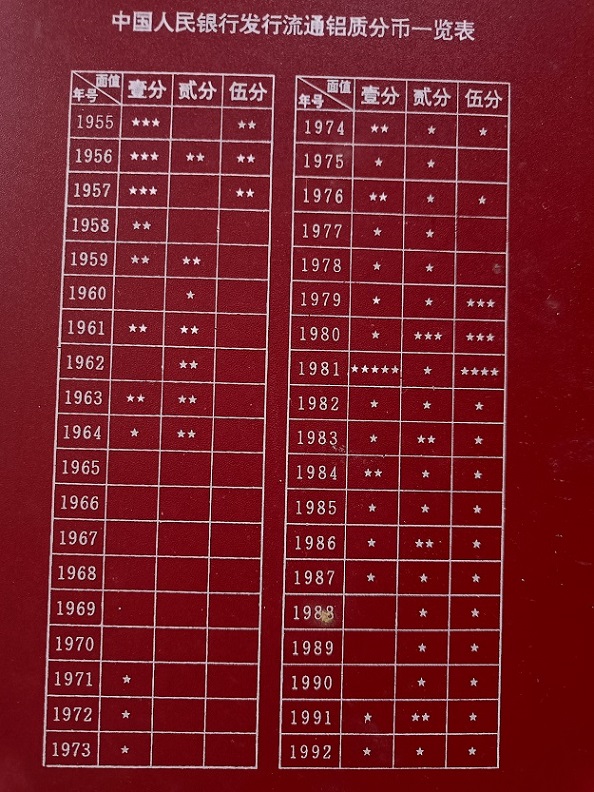 中国人民银行发行流通铝质分币一览表
面值 年号 壹分 贰分 伍分
1955 ★★★ ★★
1956 ★★★ ★★ ★★
1957 ★★★ ★★
1958 ★★
1959 ★★ ★★
1960 ★
1961 ★★ ★★
1962 ★★
1963 ★★ ★★
1964 ★ ★★
1965
1966
1967
1968
1969
1970
1971 ★
1972 ★
1973 ★
面值 年号 壹分 贰分 伍分
1974 ★★ ★ ★
1975 ★ ★
1976 ★★ ★ ★
1977 ★ ★
1978 ★ ★
1979 ★ ★ ★★★
1980 ★ ★★★ ★★★
1981 ★★★★★ ★ ★★★★
1982 ★ ★ ★
1983 ★ ★★ ★
1984 ★★ ★ ★
1985 ★ ★ ★
1986 ★ ★★ ★
1987 ★ ★ ★
1988 ★ ★
1989 ★ ★
1990 ★ ★
1991 ★ ★★ ★
1992 ★ ★ ★